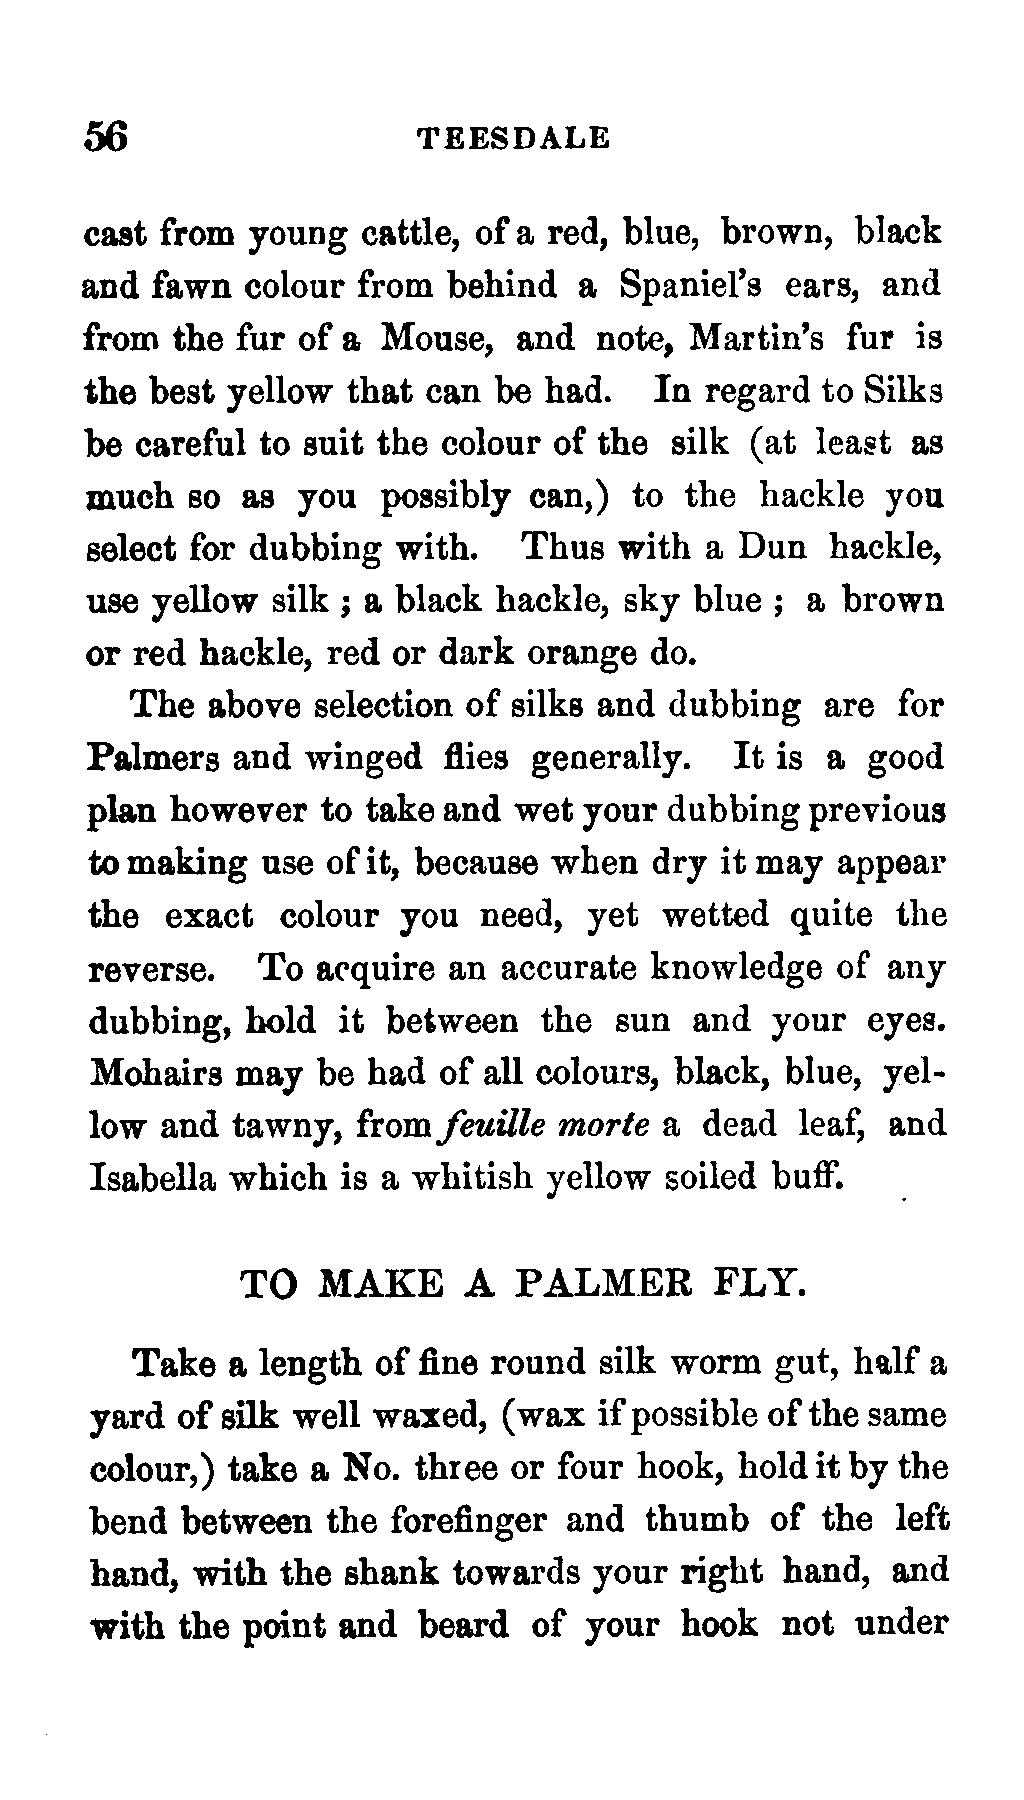 56 TEESDALE
cast from young cattle, of a red, blue, brown, black
and fawn colour from behind a Spaniel's ears, and
from the fur of a Mouse, and note, Martin's fur is
the best yellow that can be had. In regard to Silks
be careful to suit the colour of the silk (at least as
much so as you possibly can,) to the hackle you
select for dubbing with. Thus with a Dun hackle,
use yellow silk ; a black hackle, sky blue ; a brown
or red hackle, red or dark orange do.
The above selection of silks and dubbing are for
Palmers and winged flies generally. It is a good
plan however to take and wet your dubbing previous
to making use of it, because when dry it may appear
the exact colour you need, yet wetted quite the
reverse. To acquire an accurate knowledge of any
dubbing, hold it between the sun and your eyes.
Mohairs may be had of all colours, black, blue, yel-
low and tawny, from feuille morte a dead leaf, and
Isabella which is a whitish yellow soiled buff.
TO MAKE A PALMER FLY.
Take a length of fine round silk worm gut, half a
yard of silk well waxed, (wax if possible of the same
colour,) take a No. three or four hook, hold it by the
bend between the forefinger and thumb of the left
hand, with the shank towards your right hand, and
with the point and beard of your hook not under